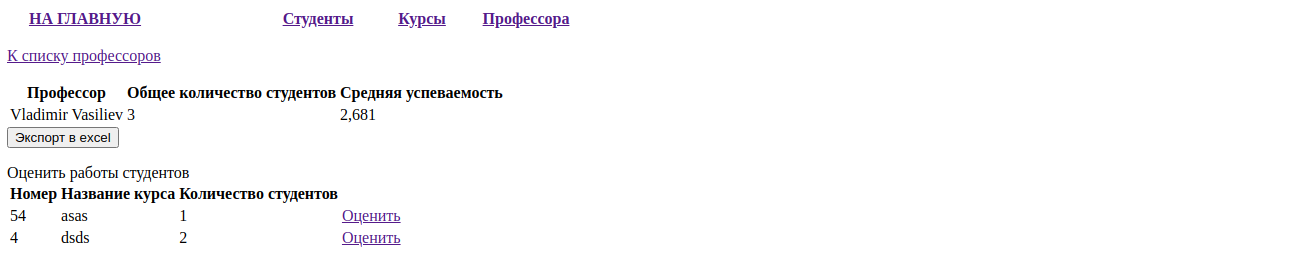 НА ГЛАВНУЮ Студенты Курсы Профессора
К списку профессоров
Профессор Общее количество студентов Средняя успеваемость
Vladimir Vasiliev 3 2,681
Экспорт в excel
Оценить работы студентов
Номер Название курса Количество студентов
54 asas 1 Оценить
4 dsds 2 Оценить